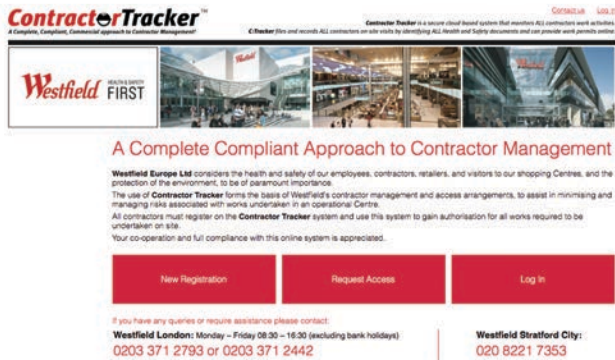 ContractorTracker™
A Complete, Compliant, Commercial approach to Contractor Management!
Contact us Log in
Contractor Tracker is a secure cloud based system that monitors ALL contractors work activities
C:Tracker files and records ALL contractors on site visits by identifying ALL Health and Safety documents and can provide work permits online
Westfield HEALTH & SAFETY FIRST
Westfield
A Complete Compliant Approach to Contractor Management
Westfield Europe Ltd considers the health and safety of our employees, contractors, retailers, and visitors to our shopping Centres, and the
protection of the environment, to be of paramount importance.
The use of Contractor Tracker forms the basis of Westfield's contractor management and access arrangements, to assist in minimising and
managing risks associated with works undertaken in an operational Centre.
All contractors must register on the Contractor Tracker system and use this system to gain authorisation for all works required to be
undertaken on site.
Your co-operation and full compliance with this online system is appreciated.
New Registration
Request Access
Log In
If you have any queries or require assistance please contact:
Westfield London: Monday – Friday 08:30 – 16:30 (excluding bank holidays)
0203 371 2793 or 0203 371 2442
Westfield Stratford City:
020 8221 7353